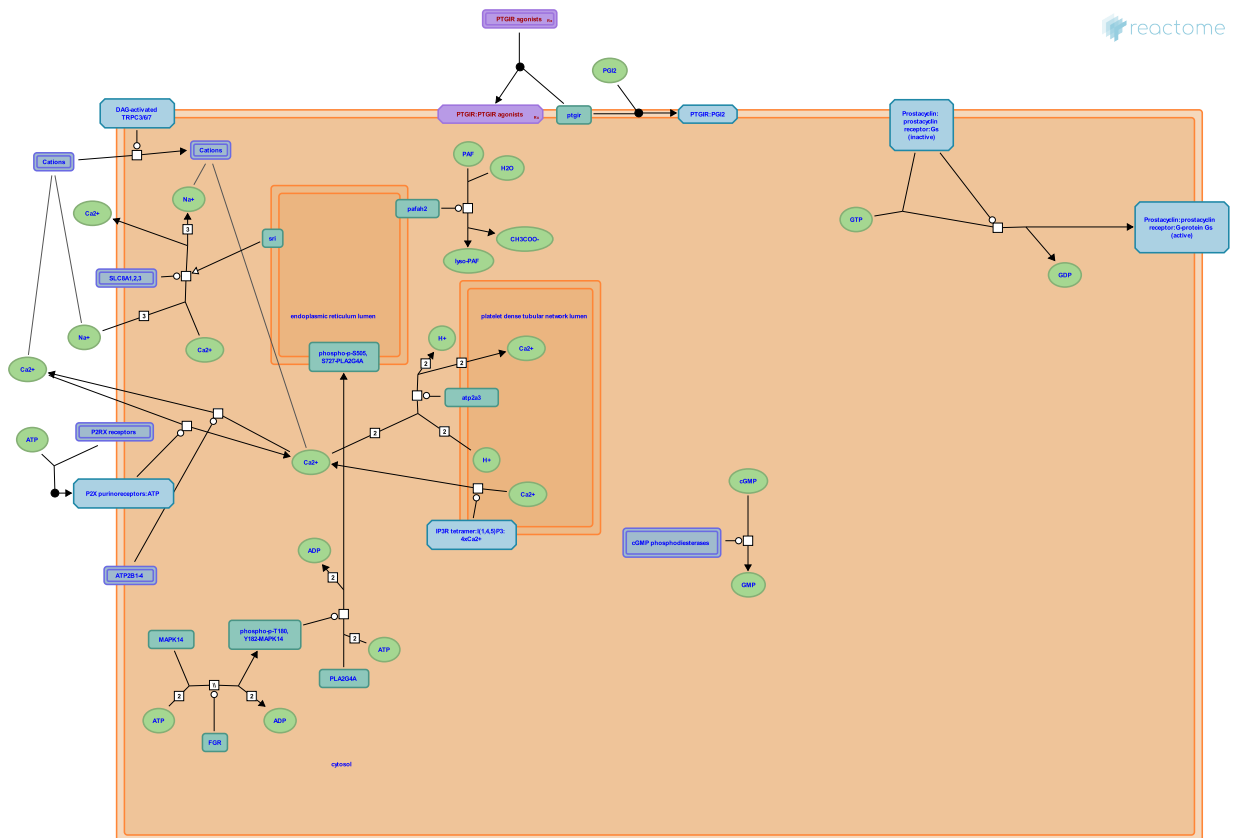 PTGIR agonists Rx
reactome
PGI2
DAG-activated
TRPC3/6/7
PTGIR:PTGIR agonists Rx
ptgir
PTGIR:PGI2
Prostacyclin:
prostacyclin
receptor:Gs
(inactive)
Cations
Cations
PAF
H2O
Na+
pafah2
Ca2+
3
GTP
Prostacyclin:prostacyclin
receptor:G-protein Gs
(active)
srl
CH3COO-
lyso-PAF
SLC8A1,2,3
GDP
3
endoplasmic reticulum lumen
platelet dense tubular network lumen
Na+
H+
Ca2+
Ca2+
phospho-p-S505,
S727-PLA2G4A
2
2
Ca2+
atp2a3
P2RX receptors
ATP
2
2
Ca2+
H+
P2X purinoreceptors:ATP
Ca2+
cGMP
IP3R tetramer:I(1,4,5)P3:
4xCa2+
cGMP phosphodiesterases
ADP
ATP2B1-4
2
GMP
MAPK14
phospho-p-T180,
Y182-MAPK14
2
ATP
PLA2G4A
2
2
ATP
ADP
FGR
cytosol